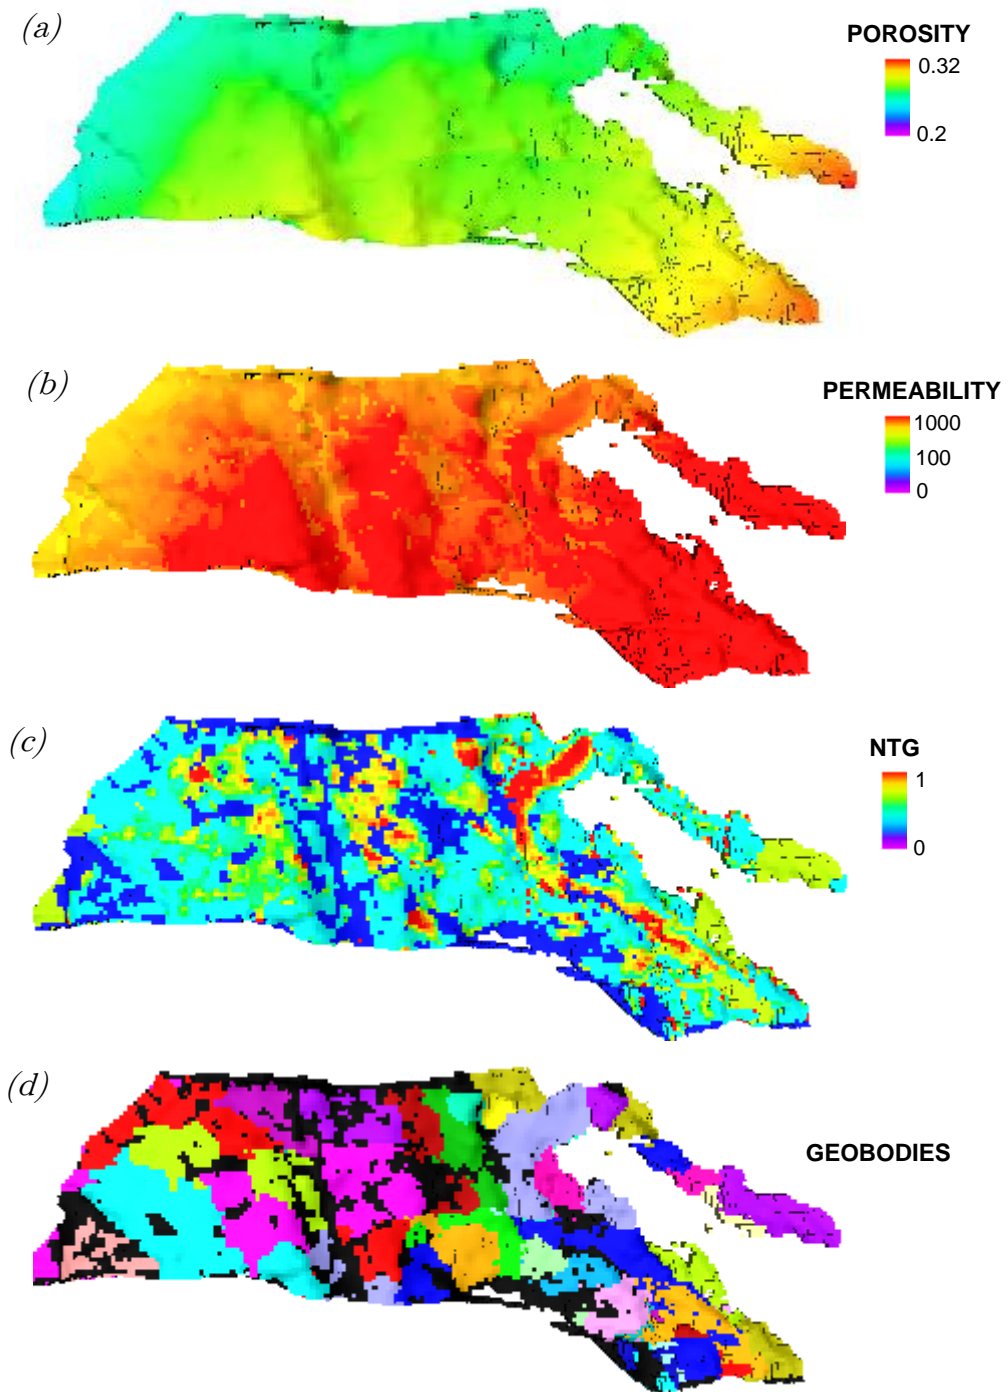 (a)
POROSITY
0.32
0.2
(b)
PERMEABILITY
1000
100
0
(c)
NTG
1
0
(d)
GEOBODIES